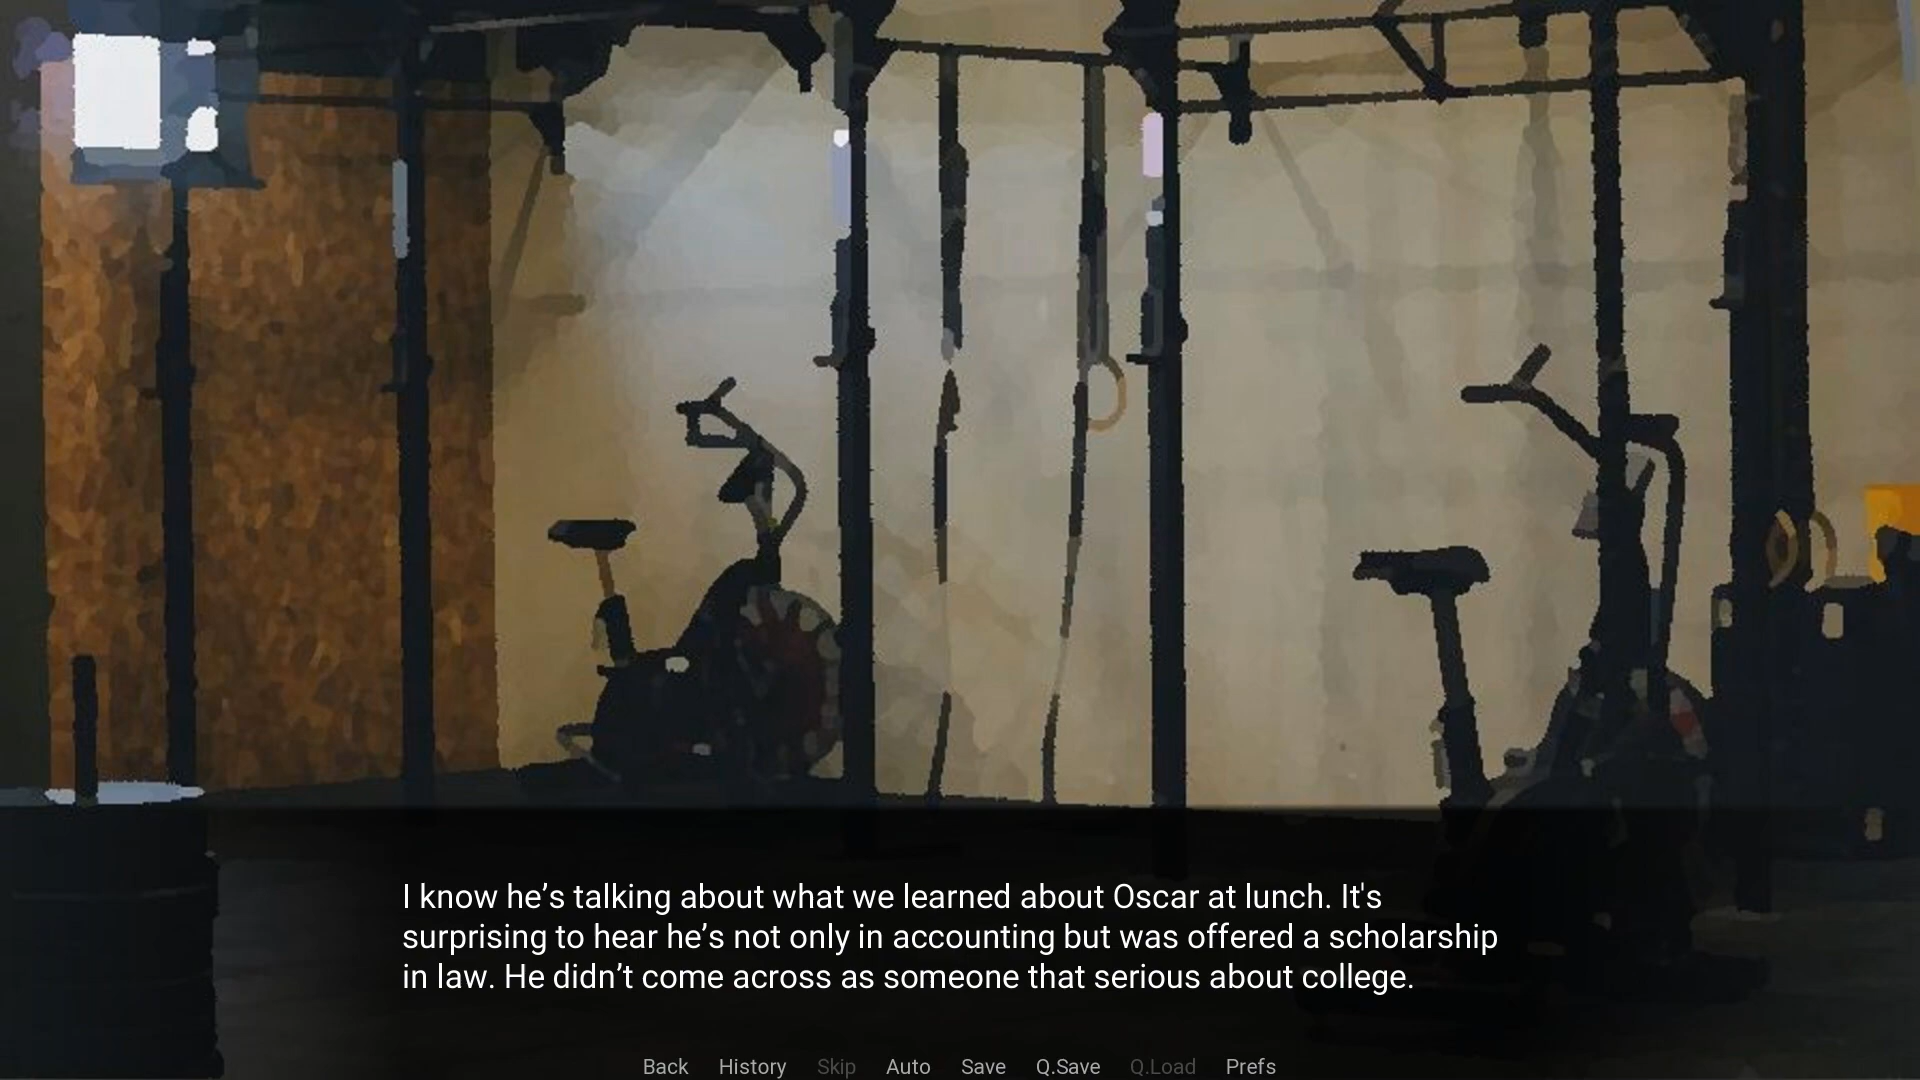 I know he’s talking about what we learned about Oscar at lunch. It's
surprising to hear he’s not only in accounting but was offered a scholarship
in law. He didn’t come across as someone that serious about college.
Back History Skip Auto Save Q.Save Q.Load Prefs